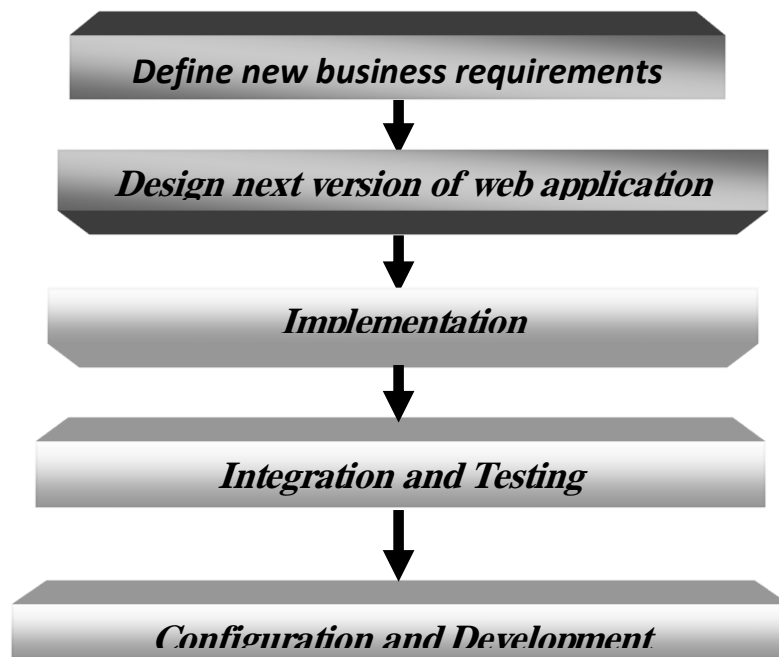 Define new business requirements
Design next version of web application
Implementation
Integration and Testing
Configuration and Development